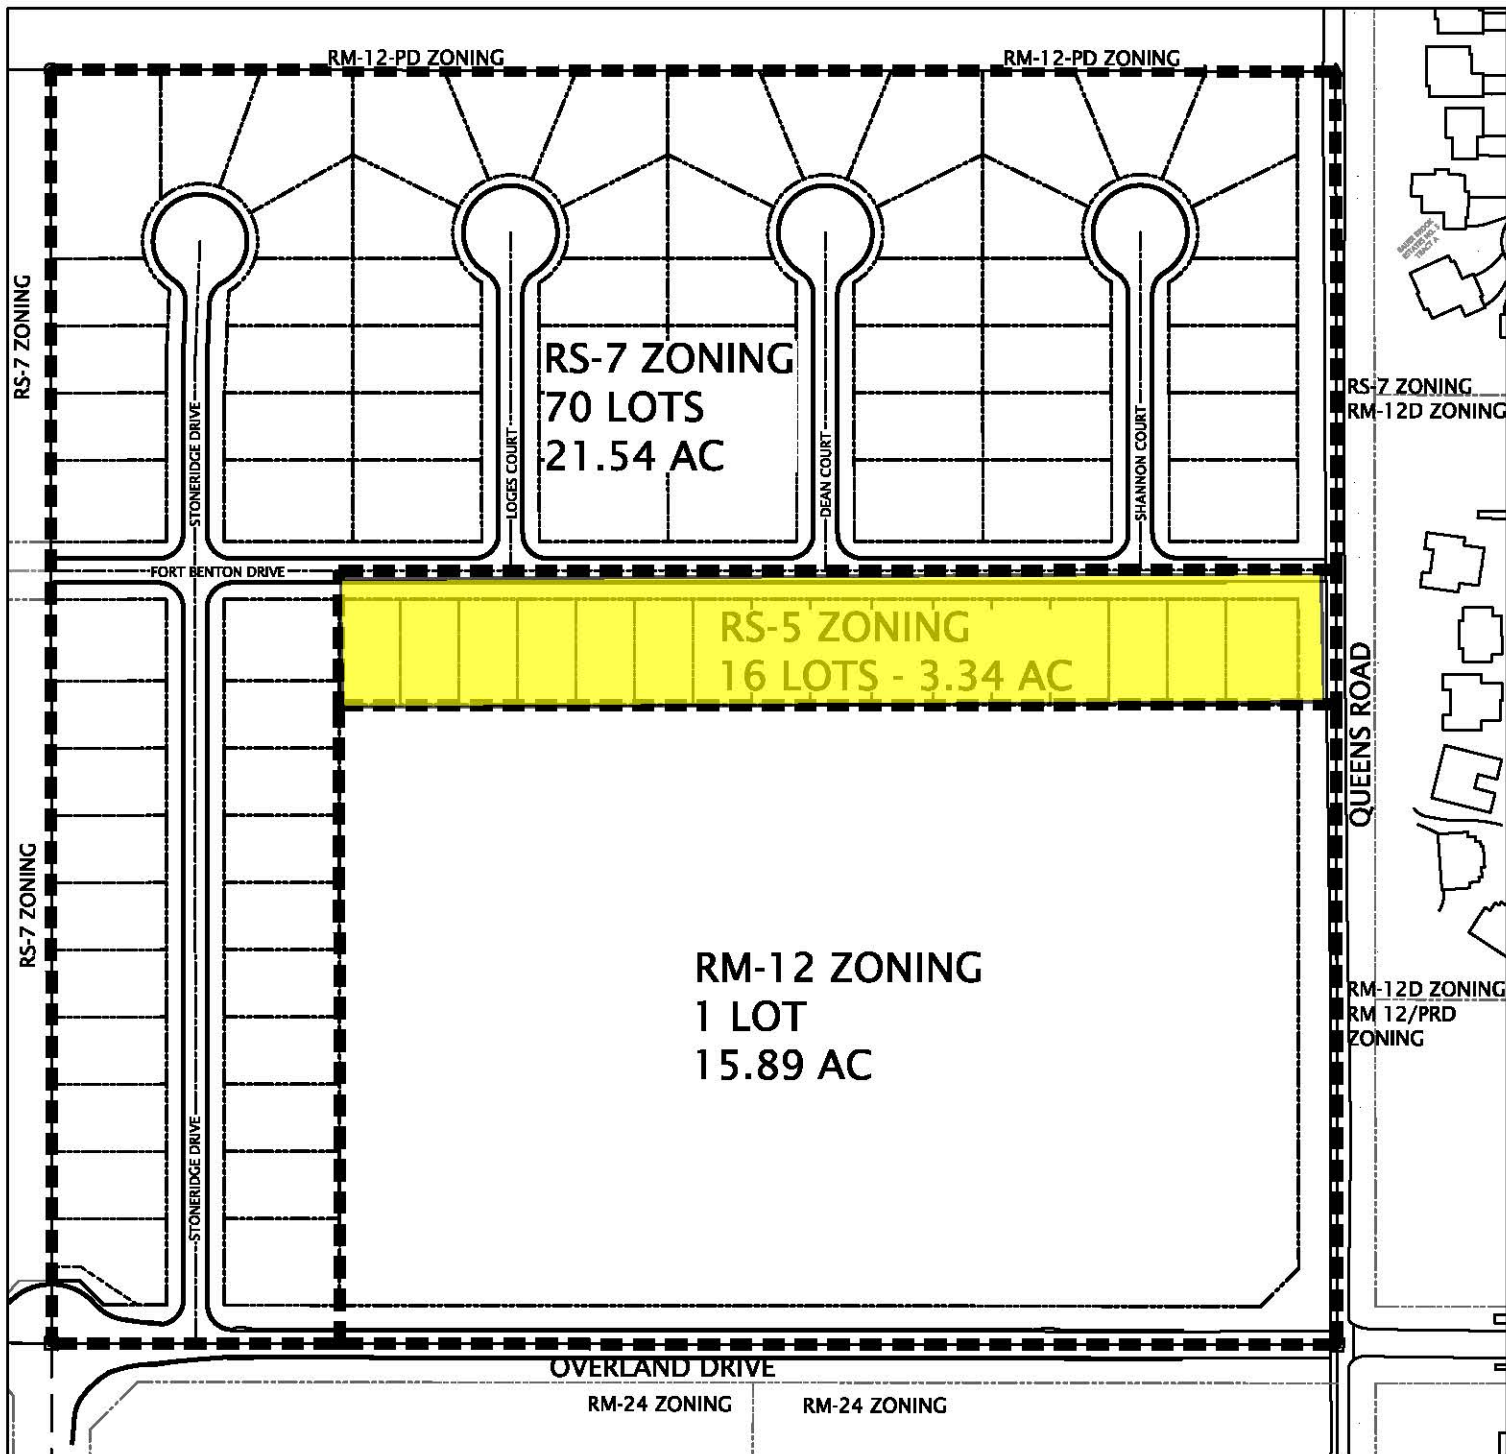 RM-12-PD ZONING
RM-12-PD ZONING
RS-7 ZONING
RS-7 ZONING
70 LOTS
21.54 AC
STONERIDGE DRIVE
LOGES COURT
DEAN COURT
SHANNON COURT
RS-7 ZONING
RM-12D ZONING
FORT BENTON DRIVE
RS-5 ZONING
16 LOTS - 3.34 AC
QUEENS ROAD
RS-7 ZONING
RM-12 ZONING
1 LOT
15.89 AC
RM-12D ZONING
RM 12/PRD
ZONING
STONERIDGE DRIVE
OVERLAND DRIVE
RM-24 ZONING
RM-24 ZONING